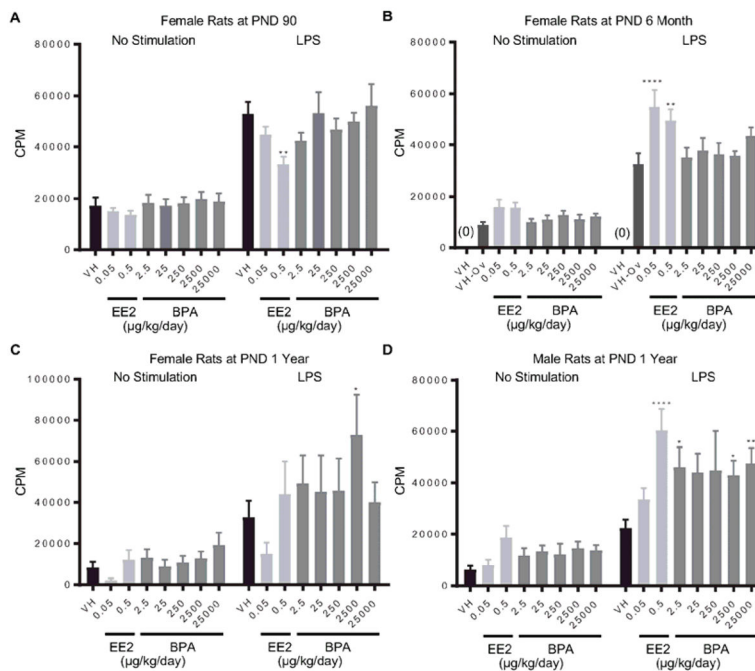 A
Female Rats at PND 90
No Stimulation
LPS
CPM
80000
60000
40000
20000
0
**
VH
0.05
0.5
2.5
25
250
2500
25000
VH
0.05
0.5
2.5
25
250
2500
25000
EE2
BPA
EE2
BPA
(µg/kg/day)
(µg/kg/day)
B
Female Rats at PND 6 Month
No Stimulation
LPS
CPM
80000
60000
40000
20000
0
(0)
(0)
****
**
VH
VH-Ov
0.05
0.5
2.5
25
250
2500
25000
VH
VH-Ov
0.05
0.5
2.5
25
250
2500
25000
EE2
BPA
EE2
BPA
(µg/kg/day)
(µg/kg/day)
C
Female Rats at PND 1 Year
No Stimulation
LPS
CPM
100000
80000
60000
40000
20000
0
*
VH
0.05
0.5
2.5
25
250
2500
25000
VH
0.05
0.5
2.5
25
250
2500
25000
EE2
BPA
EE2
BPA
(µg/kg/day)
(µg/kg/day)
D
Male Rats at PND 1 Year
No Stimulation
LPS
CPM
80000
60000
40000
20000
0
****
*
*
**
VH
0.05
0.5
2.5
25
250
2500
25000
VH
0.05
0.5
2.5
25
250
2500
25000
EE2
BPA
EE2
BPA
(µg/kg/day)
(µg/kg/day)